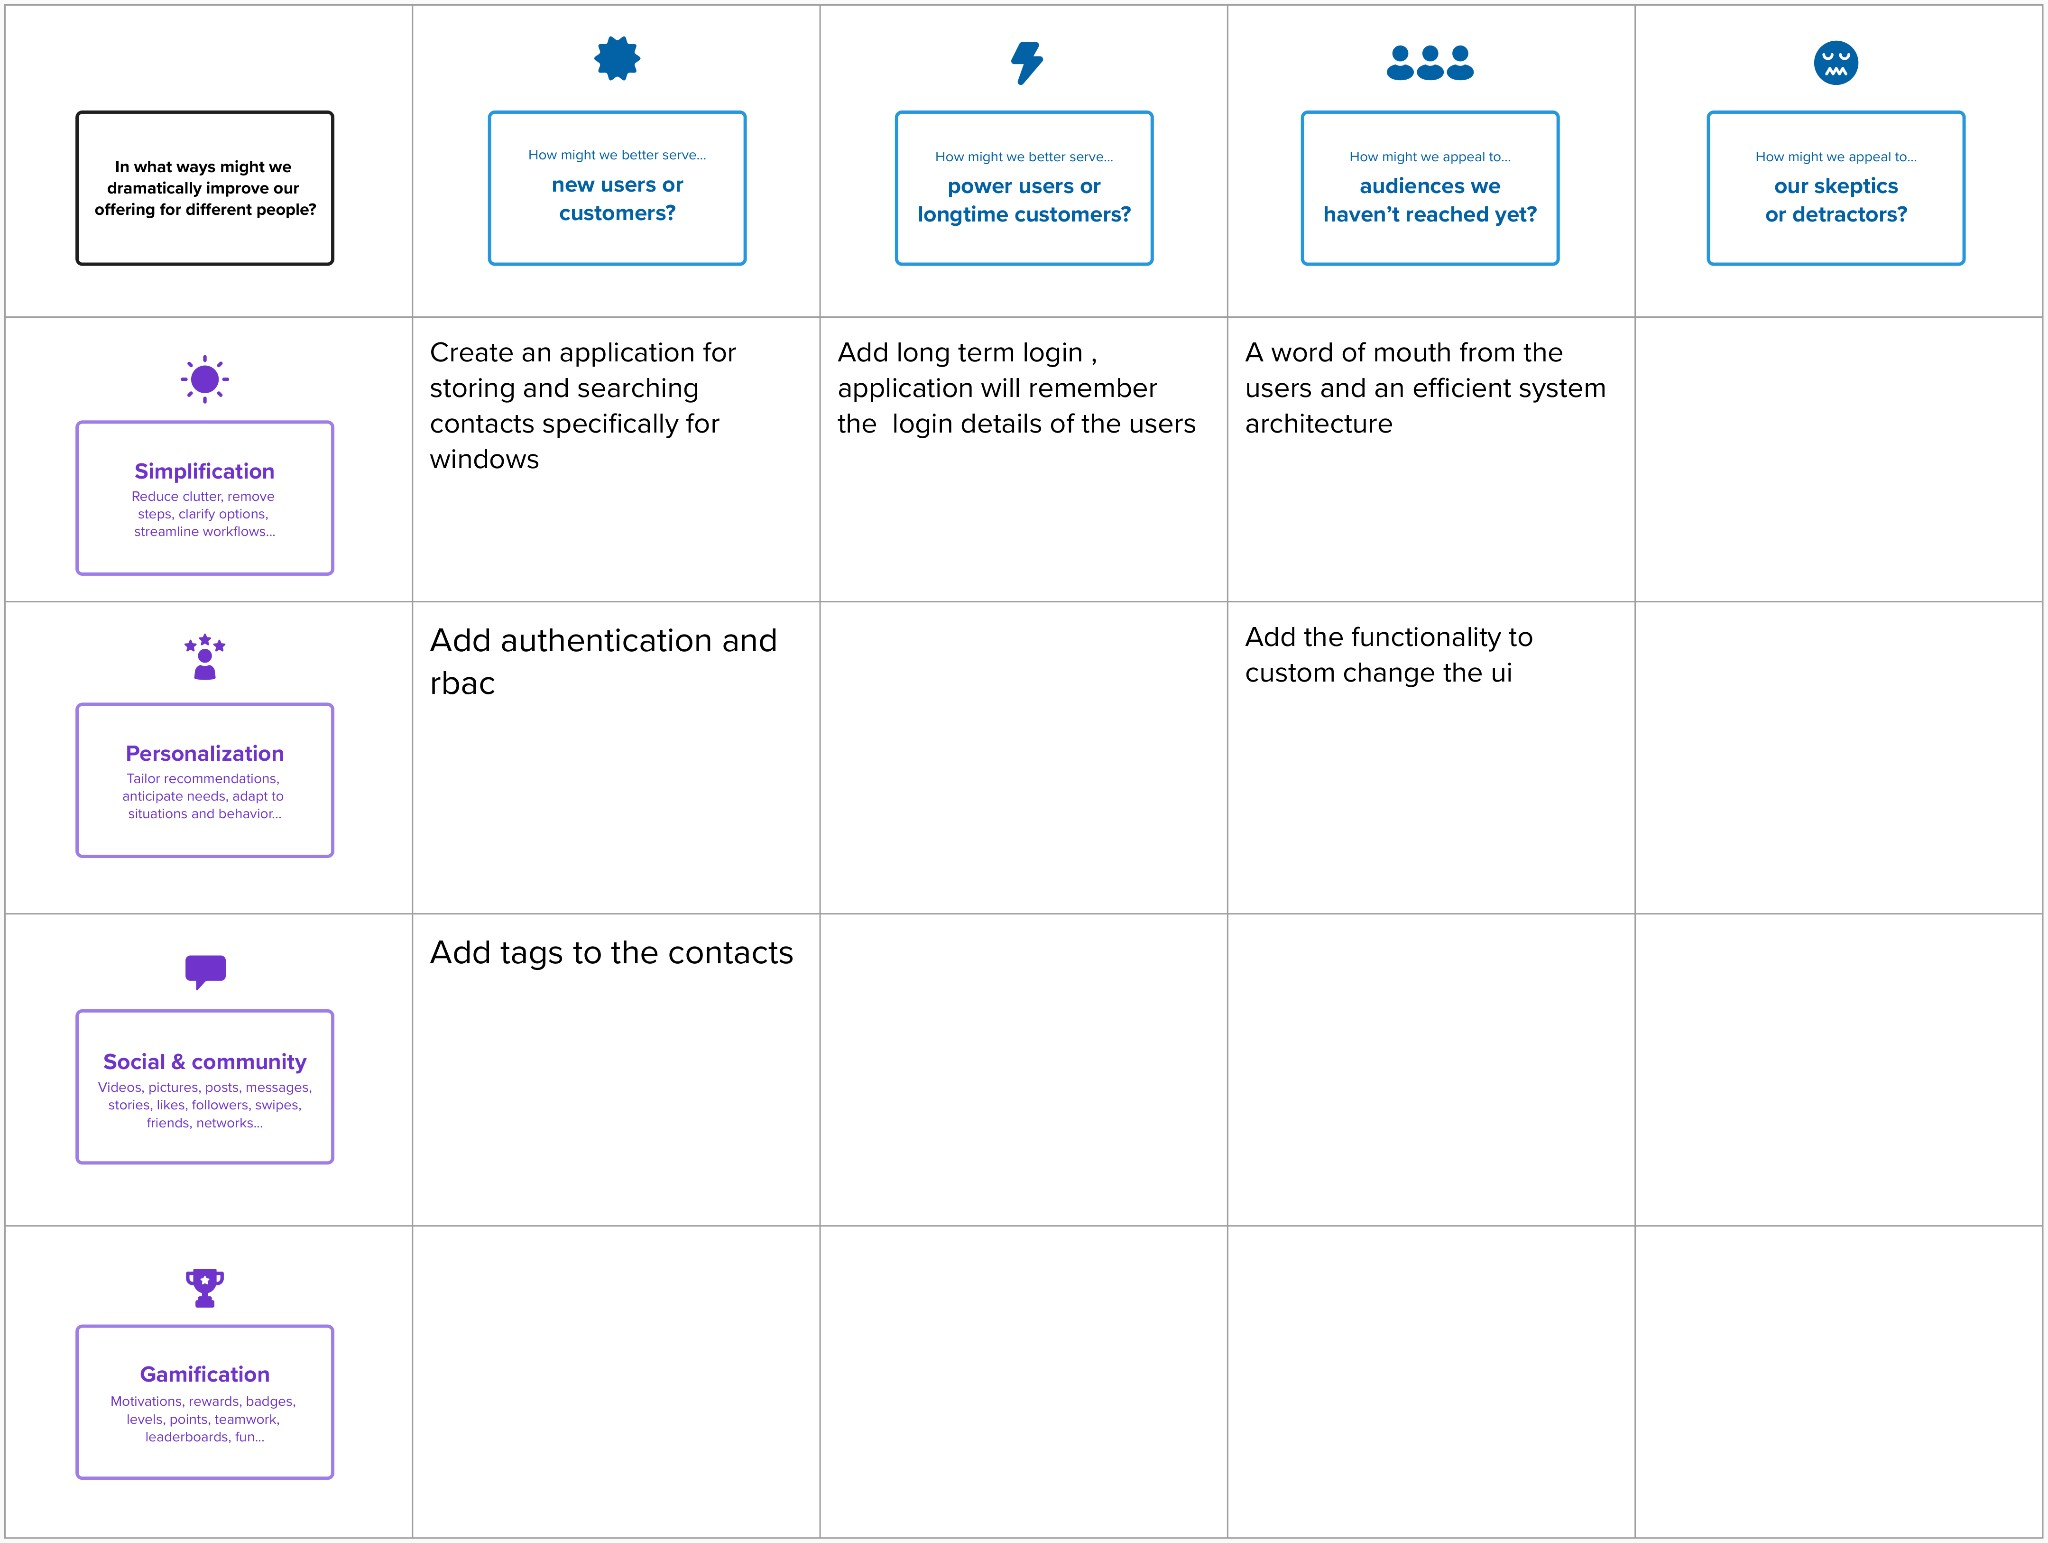 In what ways might we
dramatically improve our
offering for different people?
How might we better serve...
new users or
customers?
How might we better serve...
power users or
longtime customers?
How might we appeal to...
audiences we
haven’t reached yet?
How might we appeal to...
our skeptics
or detractors?
Simplification
Reduce clutter, remove
steps, clarify options,
streamline workflows...
Create an application for
storing and searching
contacts specifically for
windows
Add long term login ,
application will remember
the  login details of the users
A word of mouth from the
users and an efficient system
architecture
Personalization
Tailor recommendations,
anticipate needs, adapt to
situations and behavior...
Add authentication and
rbac
Add the functionality to
custom change the ui
Social & community
Videos, pictures, posts, messages,
stories, likes, followers, swipes,
friends, networks...
Add tags to the contacts
Gamification
Motivations, rewards, badges,
levels, points, teamwork,
leaderboards, fun...